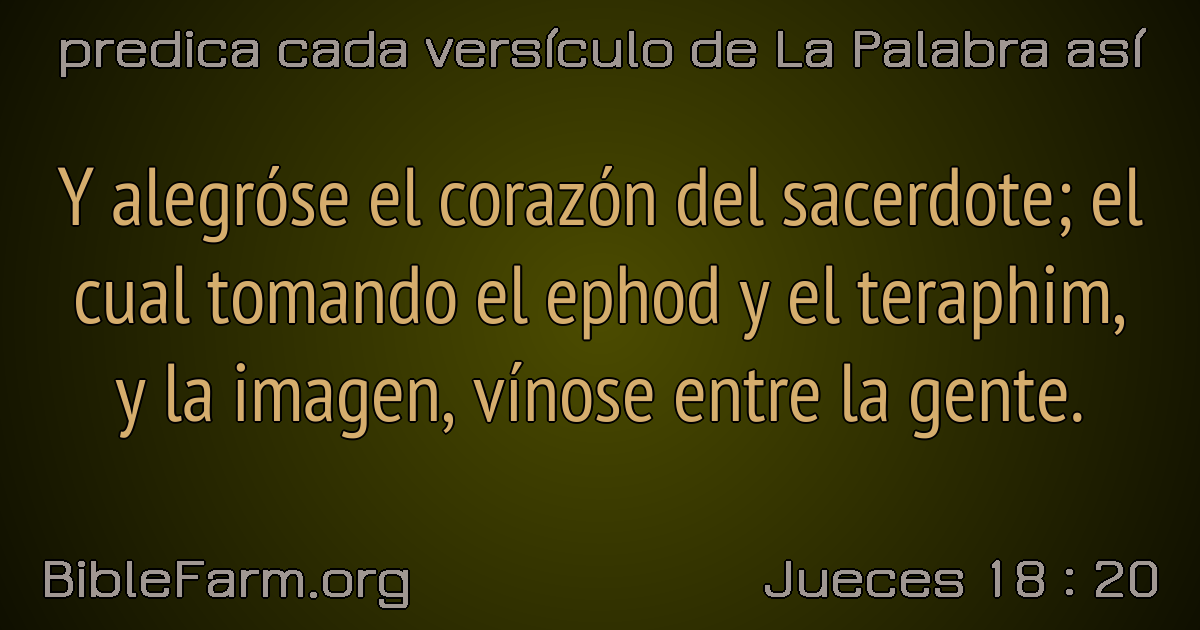 predica cada versículo de La Palabra así
Y alegróse el corazón del sacerdote; el
cual tomando el ephod y el teraphim,
y la imagen, vínose entre la gente.
BibleFarm.org
Jueces 18 : 20